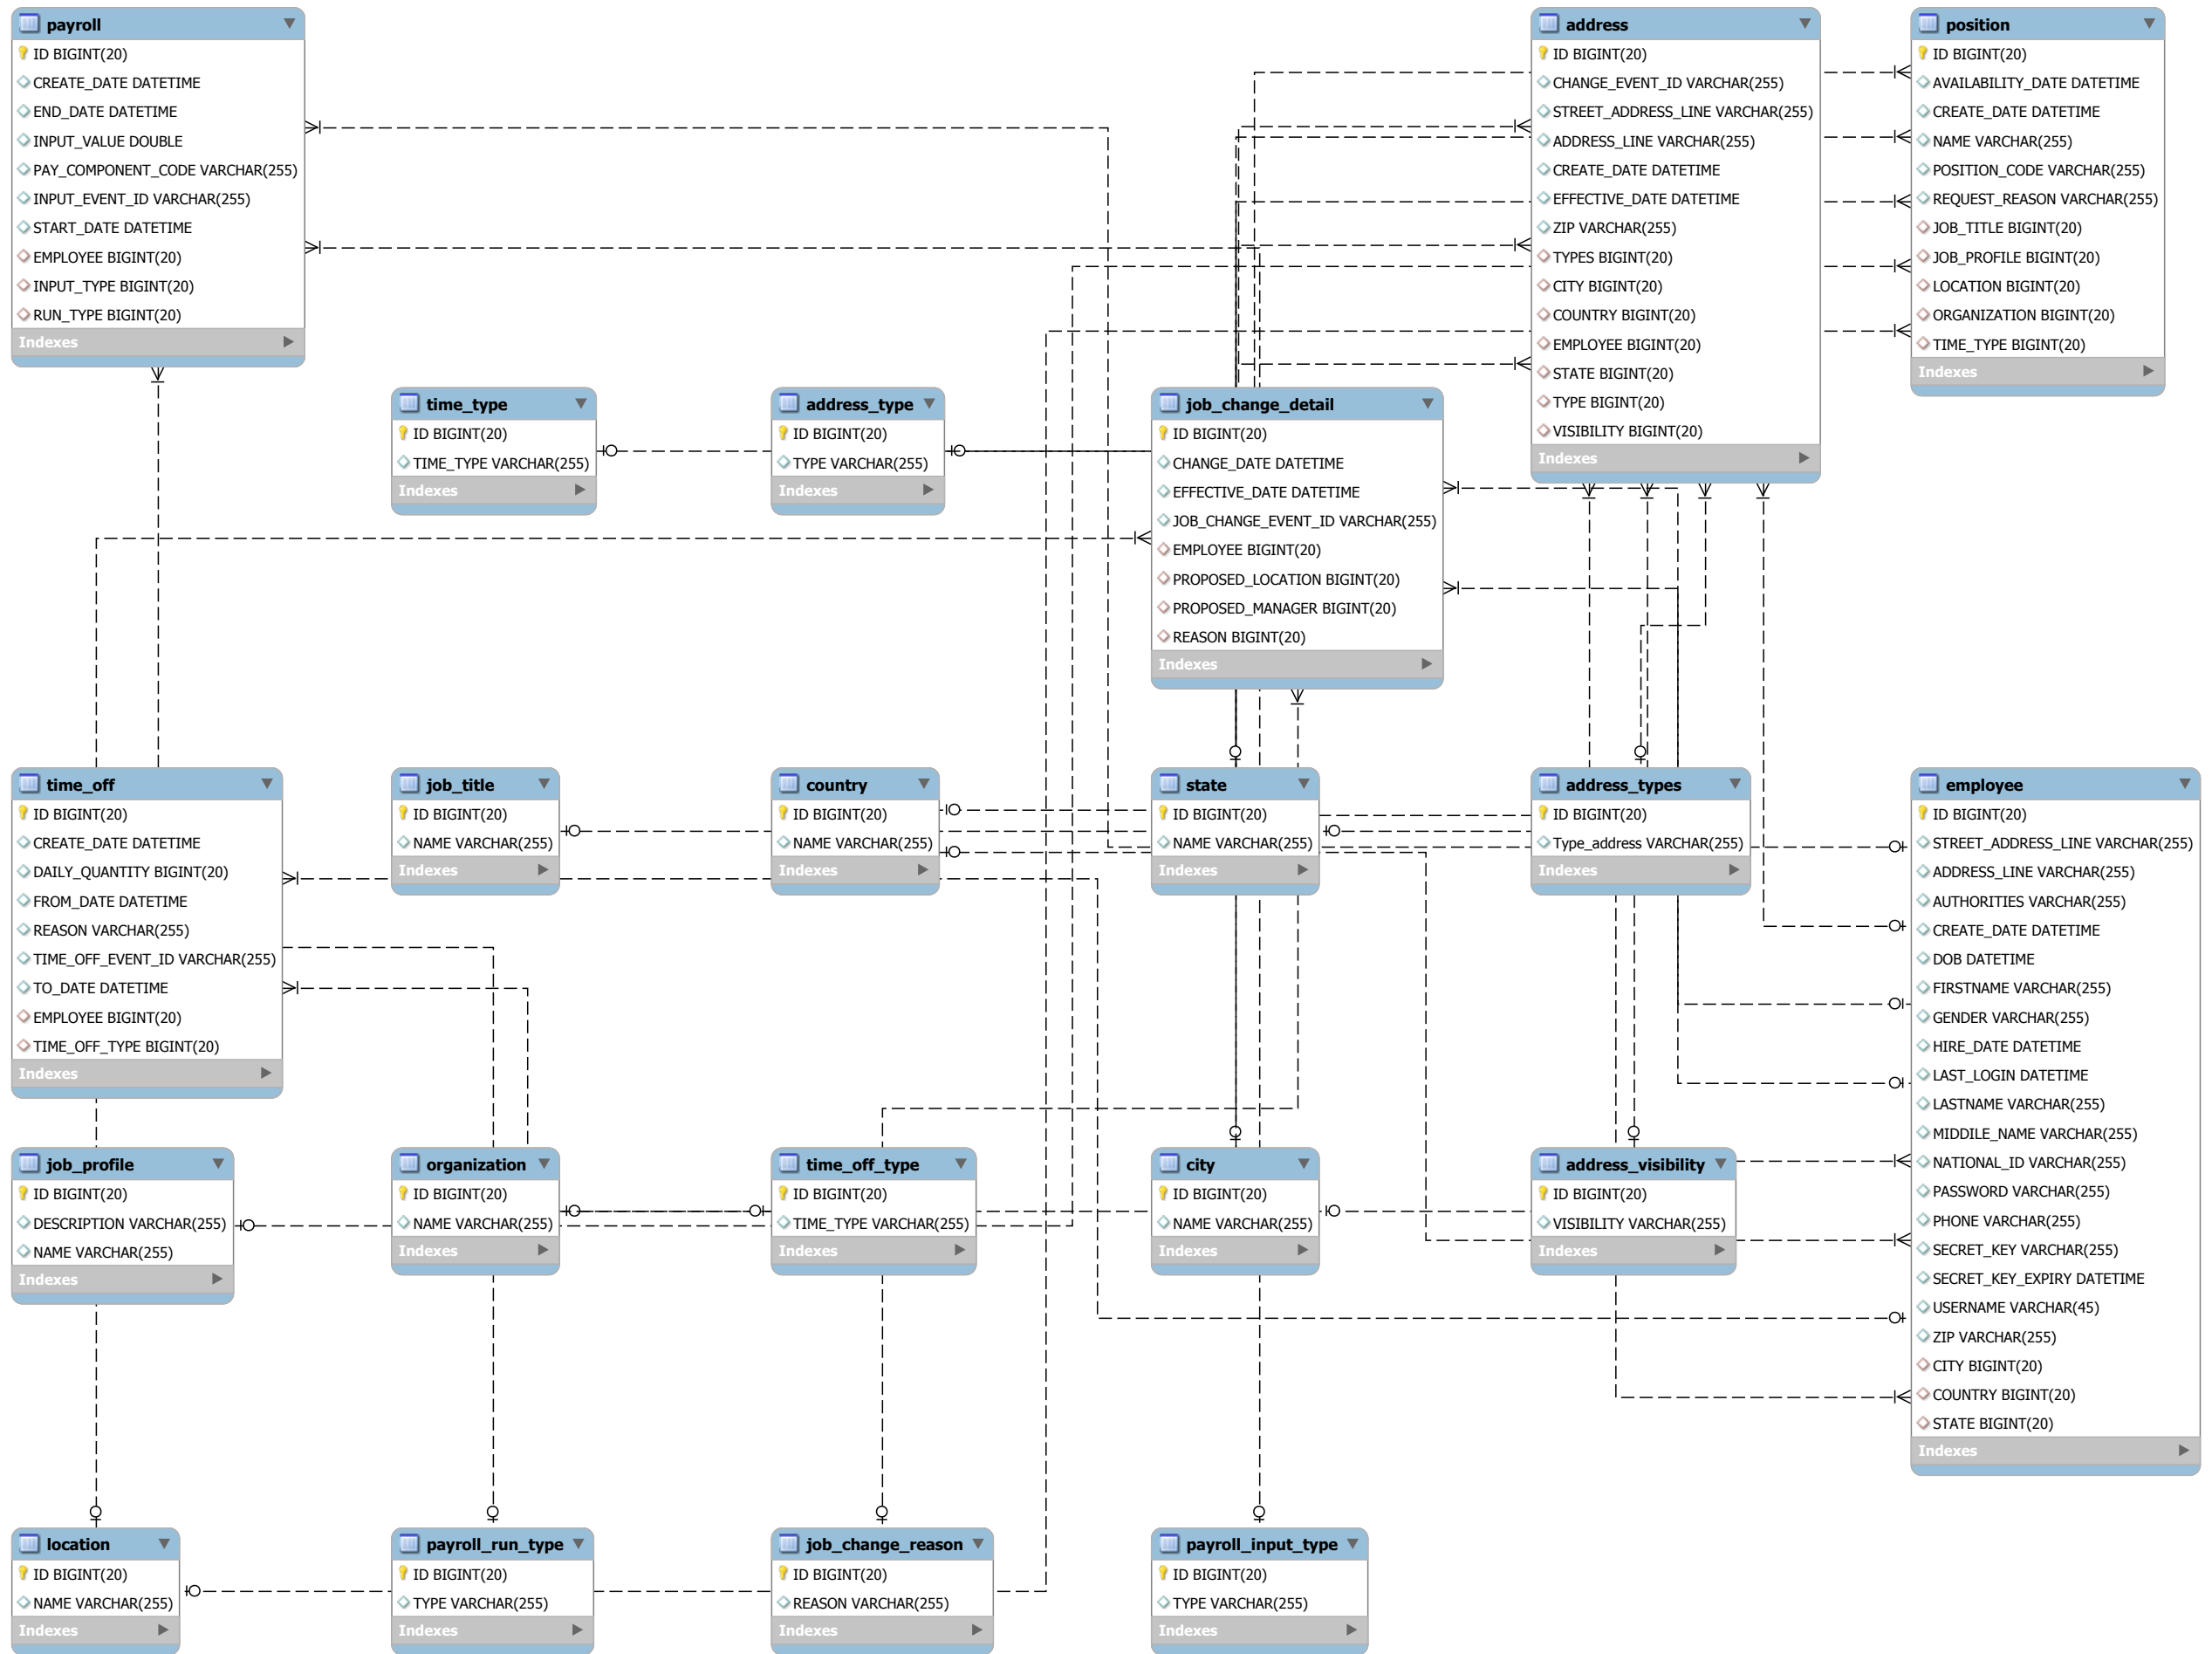 payroll
ID BIGINT(20)
CREATE_DATE DATETIME
END_DATE DATETIME
INPUT_VALUE DOUBLE
PAY_COMPONENT_CODE VARCHAR(255)
INPUT_EVENT_ID VARCHAR(255)
START_DATE DATETIME
EMPLOYEE BIGINT(20)
INPUT_TYPE BIGINT(20)
RUN_TYPE BIGINT(20)
Indexes
address
ID BIGINT(20)
CHANGE_EVENT_ID VARCHAR(255)
STREET_ADDRESS_LINE VARCHAR(255)
ADDRESS_LINE VARCHAR(255)
CREATE_DATE DATETIME
EFFECTIVE_DATE DATETIME
ZIP VARCHAR(255)
TYPES BIGINT(20)
CITY BIGINT(20)
COUNTRY BIGINT(20)
EMPLOYEE BIGINT(20)
STATE BIGINT(20)
TYPE BIGINT(20)
VISIBILITY BIGINT(20)
Indexes
position
ID BIGINT(20)
AVAILABILITY_DATE DATETIME
CREATE_DATE DATETIME
NAME VARCHAR(255)
POSITION_CODE VARCHAR(255)
REQUEST_REASON VARCHAR(255)
JOB_TITLE BIGINT(20)
JOB_PROFILE BIGINT(20)
LOCATION BIGINT(20)
ORGANIZATION BIGINT(20)
TIME_TYPE BIGINT(20)
Indexes
time_type
ID BIGINT(20)
TIME_TYPE VARCHAR(255)
Indexes
address_type
ID BIGINT(20)
TYPE VARCHAR(255)
Indexes
job_change_detail
ID BIGINT(20)
CHANGE_DATE DATETIME
EFFECTIVE_DATE DATETIME
JOB_CHANGE_EVENT_ID VARCHAR(255)
EMPLOYEE BIGINT(20)
PROPOSED_LOCATION BIGINT(20)
PROPOSED_MANAGER BIGINT(20)
REASON BIGINT(20)
Indexes
time_off
ID BIGINT(20)
CREATE_DATE DATETIME
DAILY_QUANTITY BIGINT(20)
FROM_DATE DATETIME
REASON VARCHAR(255)
TIME_OFF_EVENT_ID VARCHAR(255)
TO_DATE DATETIME
EMPLOYEE BIGINT(20)
TIME_OFF_TYPE BIGINT(20)
Indexes
job_title
ID BIGINT(20)
NAME VARCHAR(255)
Indexes
country
ID BIGINT(20)
NAME VARCHAR(255)
Indexes
state
ID BIGINT(20)
NAME VARCHAR(255)
Indexes
address_types
ID BIGINT(20)
Type_address VARCHAR(255)
Indexes
employee
ID BIGINT(20)
STREET_ADDRESS_LINE VARCHAR(255)
ADDRESS_LINE VARCHAR(255)
AUTHORITIES VARCHAR(255)
CREATE_DATE DATETIME
DOB DATETIME
FIRSTNAME VARCHAR(255)
GENDER VARCHAR(255)
HIRE_DATE DATETIME
LAST_LOGIN DATETIME
LASTNAME VARCHAR(255)
MIDDILE_NAME VARCHAR(255)
NATIONAL_ID VARCHAR(255)
PASSWORD VARCHAR(255)
PHONE VARCHAR(255)
SECRET_KEY VARCHAR(255)
SECRET_KEY_EXPIRY DATETIME
USERNAME VARCHAR(45)
ZIP VARCHAR(255)
CITY BIGINT(20)
COUNTRY BIGINT(20)
STATE BIGINT(20)
Indexes
job_profile
ID BIGINT(20)
DESCRIPTION VARCHAR(255)
NAME VARCHAR(255)
Indexes
organization
ID BIGINT(20)
NAME VARCHAR(255)
Indexes
time_off_type
ID BIGINT(20)
TIME_TYPE VARCHAR(255)
Indexes
city
ID BIGINT(20)
NAME VARCHAR(255)
Indexes
address_visibility
ID BIGINT(20)
VISIBILITY VARCHAR(255)
Indexes
location
ID BIGINT(20)
NAME VARCHAR(255)
Indexes
payroll_run_type
ID BIGINT(20)
TYPE VARCHAR(255)
Indexes
job_change_reason
ID BIGINT(20)
REASON VARCHAR(255)
Indexes
payroll_input_type
ID BIGINT(20)
TYPE VARCHAR(255)
Indexes